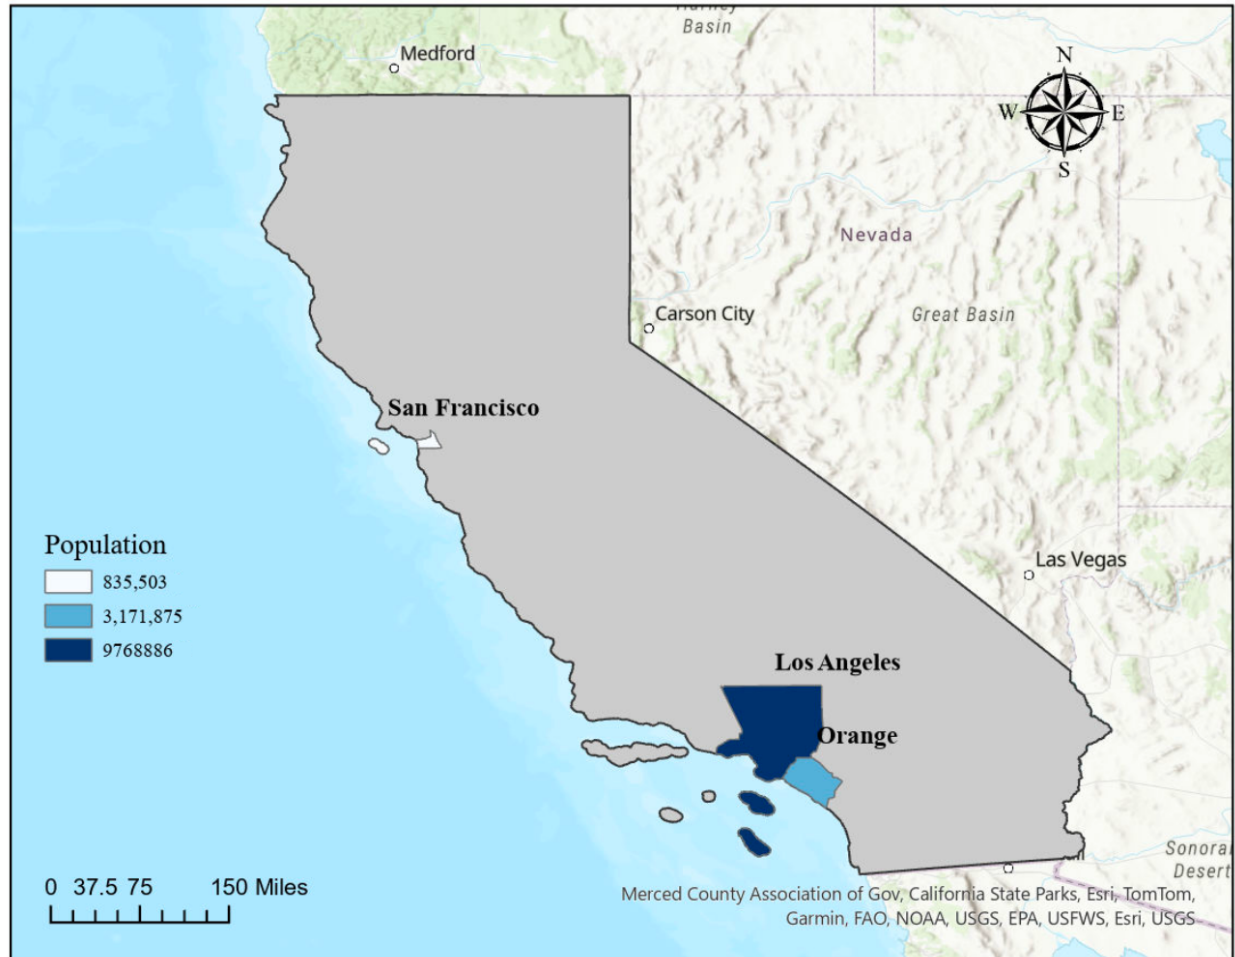 Basin
Medford
N
W
E
S
Nevada
Carson City
Great Basin
San Francisco
Population
835,503
3,171,875
9768886
Las Vegas
Los Angeles
Orange
Sonora
Desert
0 37.5 75 150 Miles
Merced County Association of Gov, California State Parks, Esri, TomTom,
Garmin, FAO, NOAA, USGS, EPA, USFWS, Esri, USGS